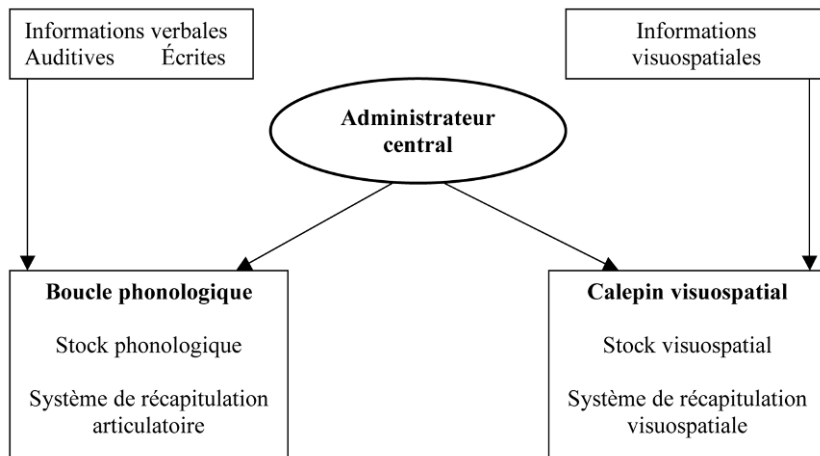 Informations verbales
Auditives Écrites
Informations
visuospatiales
Administrateur
central
Boucle phonologique
Stock phonologique
Système de récapitulation
articulatoire
Calepin visuospatial
Stock visuospatial
Système de récapitulation
visuospatiale